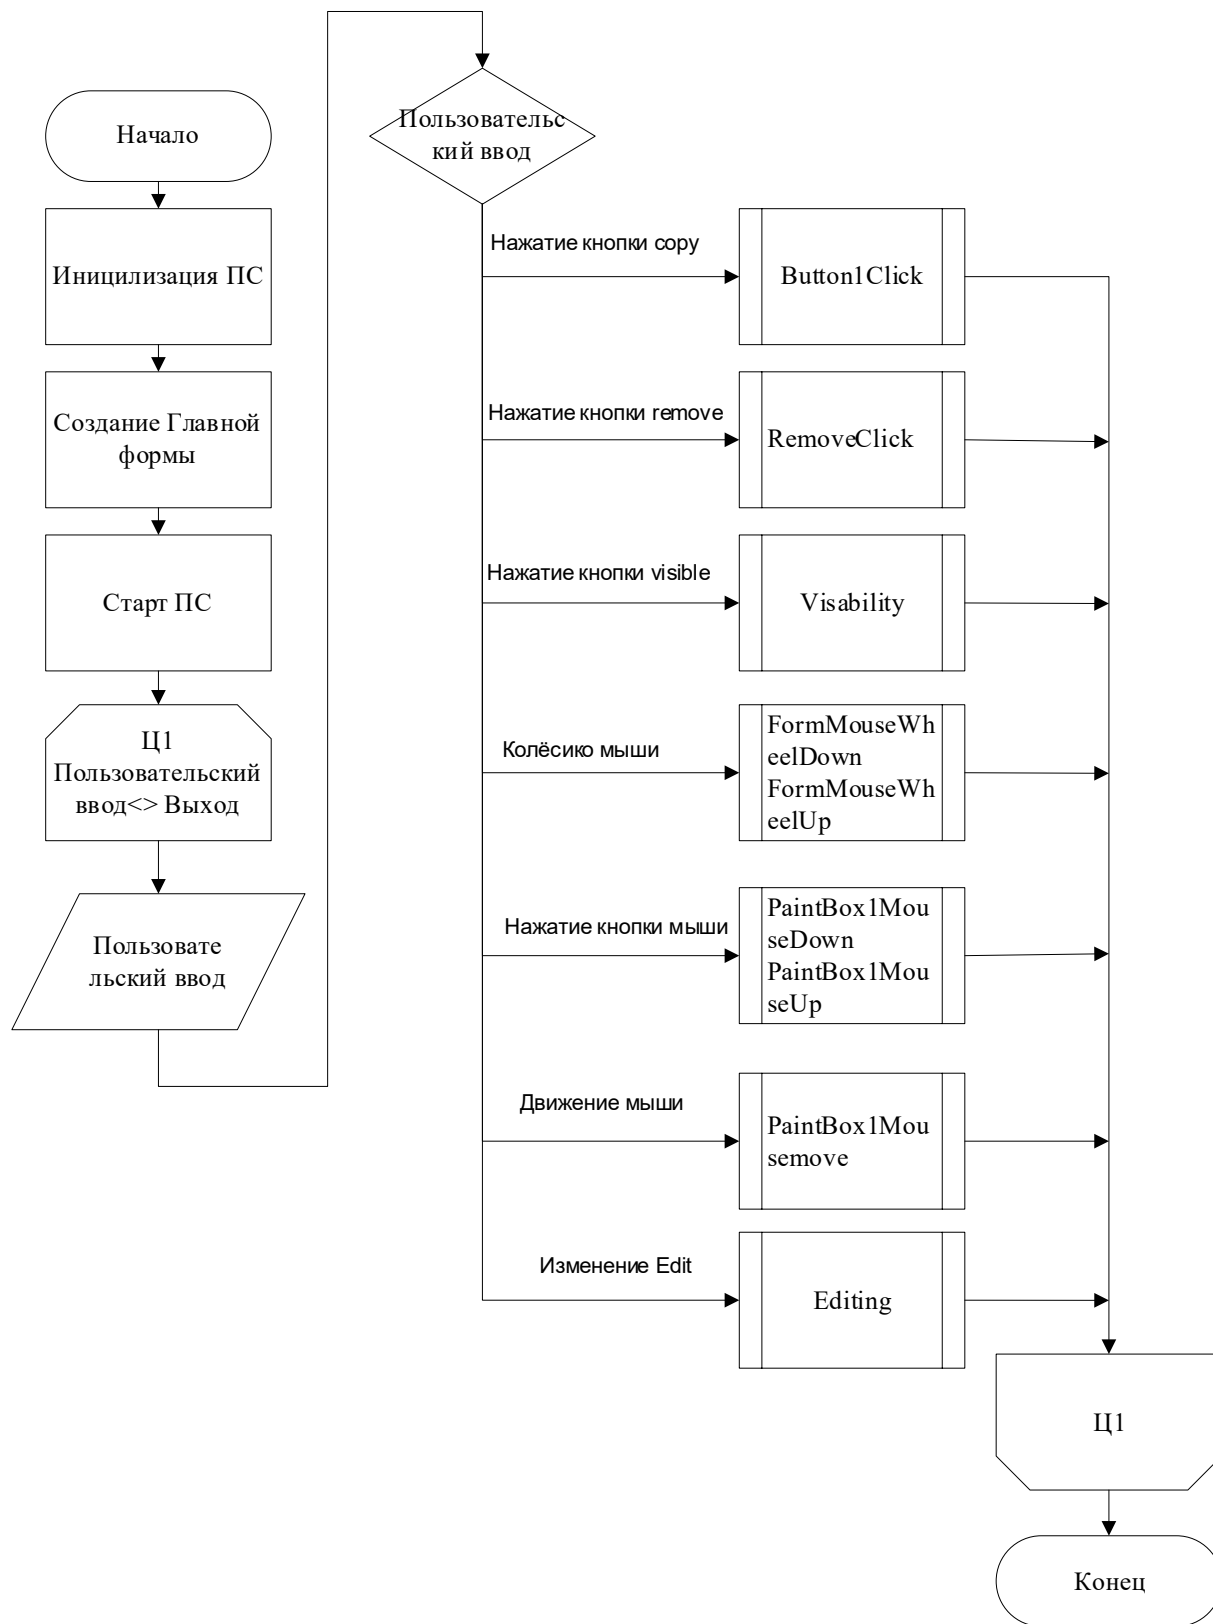 Начало
Иницилизация ПС
Создание Главной
формы
Старт ПС
Ц1
Пользовательский
ввод<> Выход
Пользовате
льский ввод
Пользовательс
кий ввод
Нажатие кнопки copy
Button1Click
Нажатие кнопки remove
RemoveClick
Нажатие кнопки visible
Visability
Колёсико мыши
FormMouseWh
eelDown
FormMouseWh
eelUp
Нажатие кнопки мыши
PaintBox1Mou
seDown
PaintBox1Mou
seUp
Движение мыши
PaintBox1Mou
semove
Изменение Edit
Editing
Ц1
Конец